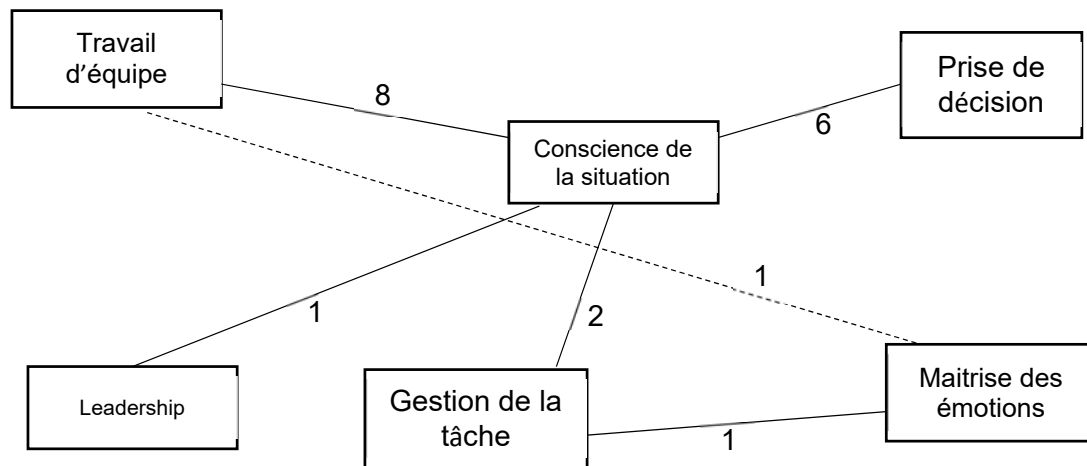 Travail
d’équipe
Prise de
décision
8
6
Conscience de
la situation
1
1
2
Leadership
Gestion de la
tâche
Maitrise des
émotions
1